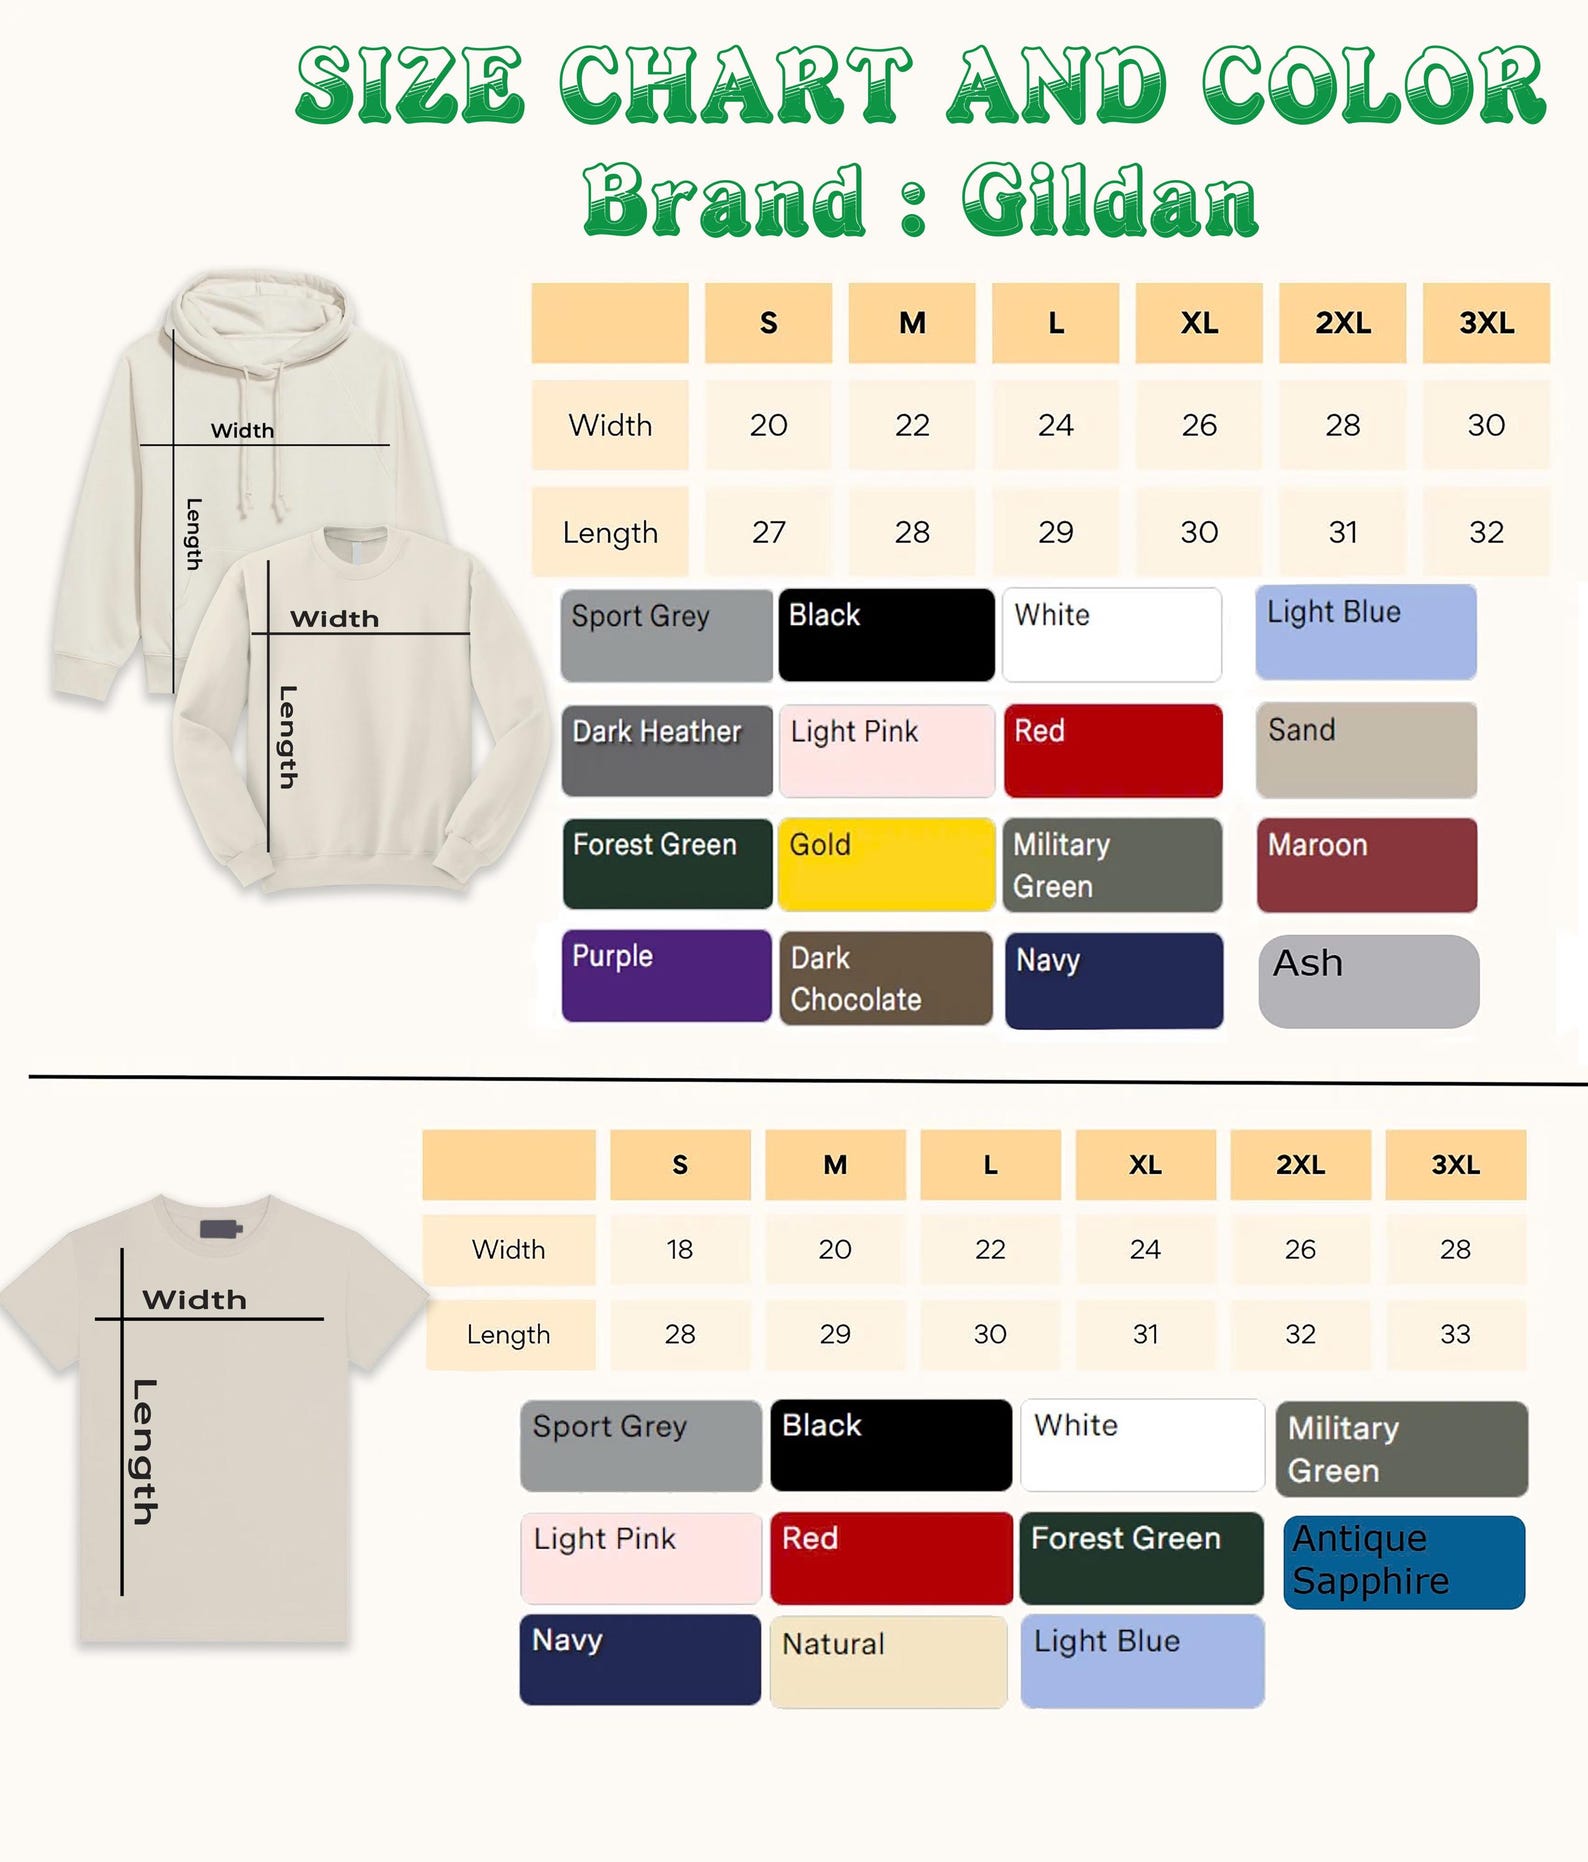 SIZE CHART AND COLOR
Brand : Gildan
S M L XL 2XL 3XL
Width 20 22 24 26 28 30
Length 27 28 29 30 31 32
Width
Length
Width
Length
Sport Grey Black White Light Blue
Dark Heather Light Pink Red Sand
Forest Green Gold Military Green Maroon
Purple Dark Chocolate Navy Ash
S M L XL 2XL 3XL
Width 18 20 22 24 26 28
Length 28 29 30 31 32 33
Width
Length
Sport Grey Black White Military Green
Light Pink Red Forest Green Antique Sapphire
Navy Natural Light Blue